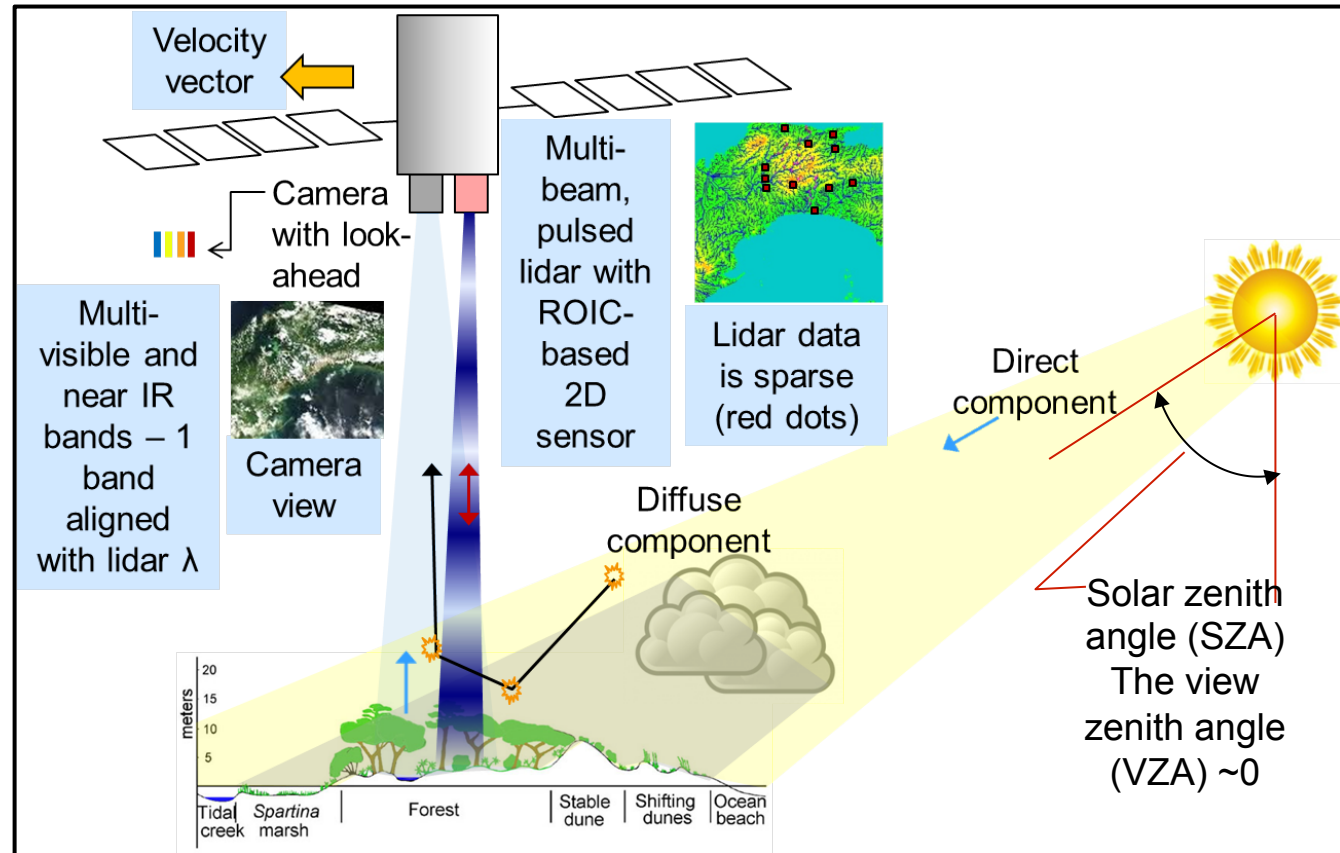 Velocity
vector
Camera
with look-
ahead
Multi-
visible and
near IR
bands – 1
band
aligned
with lidar λ
Camera
view
Multi-
beam,
pulsed
lidar with
ROIC-
based
2D
sensor
Lidar data
is sparse
(red dots)
Direct
component
Diffuse
component
Solar zenith
angle (SZA)
The view
zenith angle
(VZA) ~0
meters
20
15
10
5
Tidal
creek
Spartina
marsh
Forest
Stable
dune
Shifting
dunes
Ocean
beach